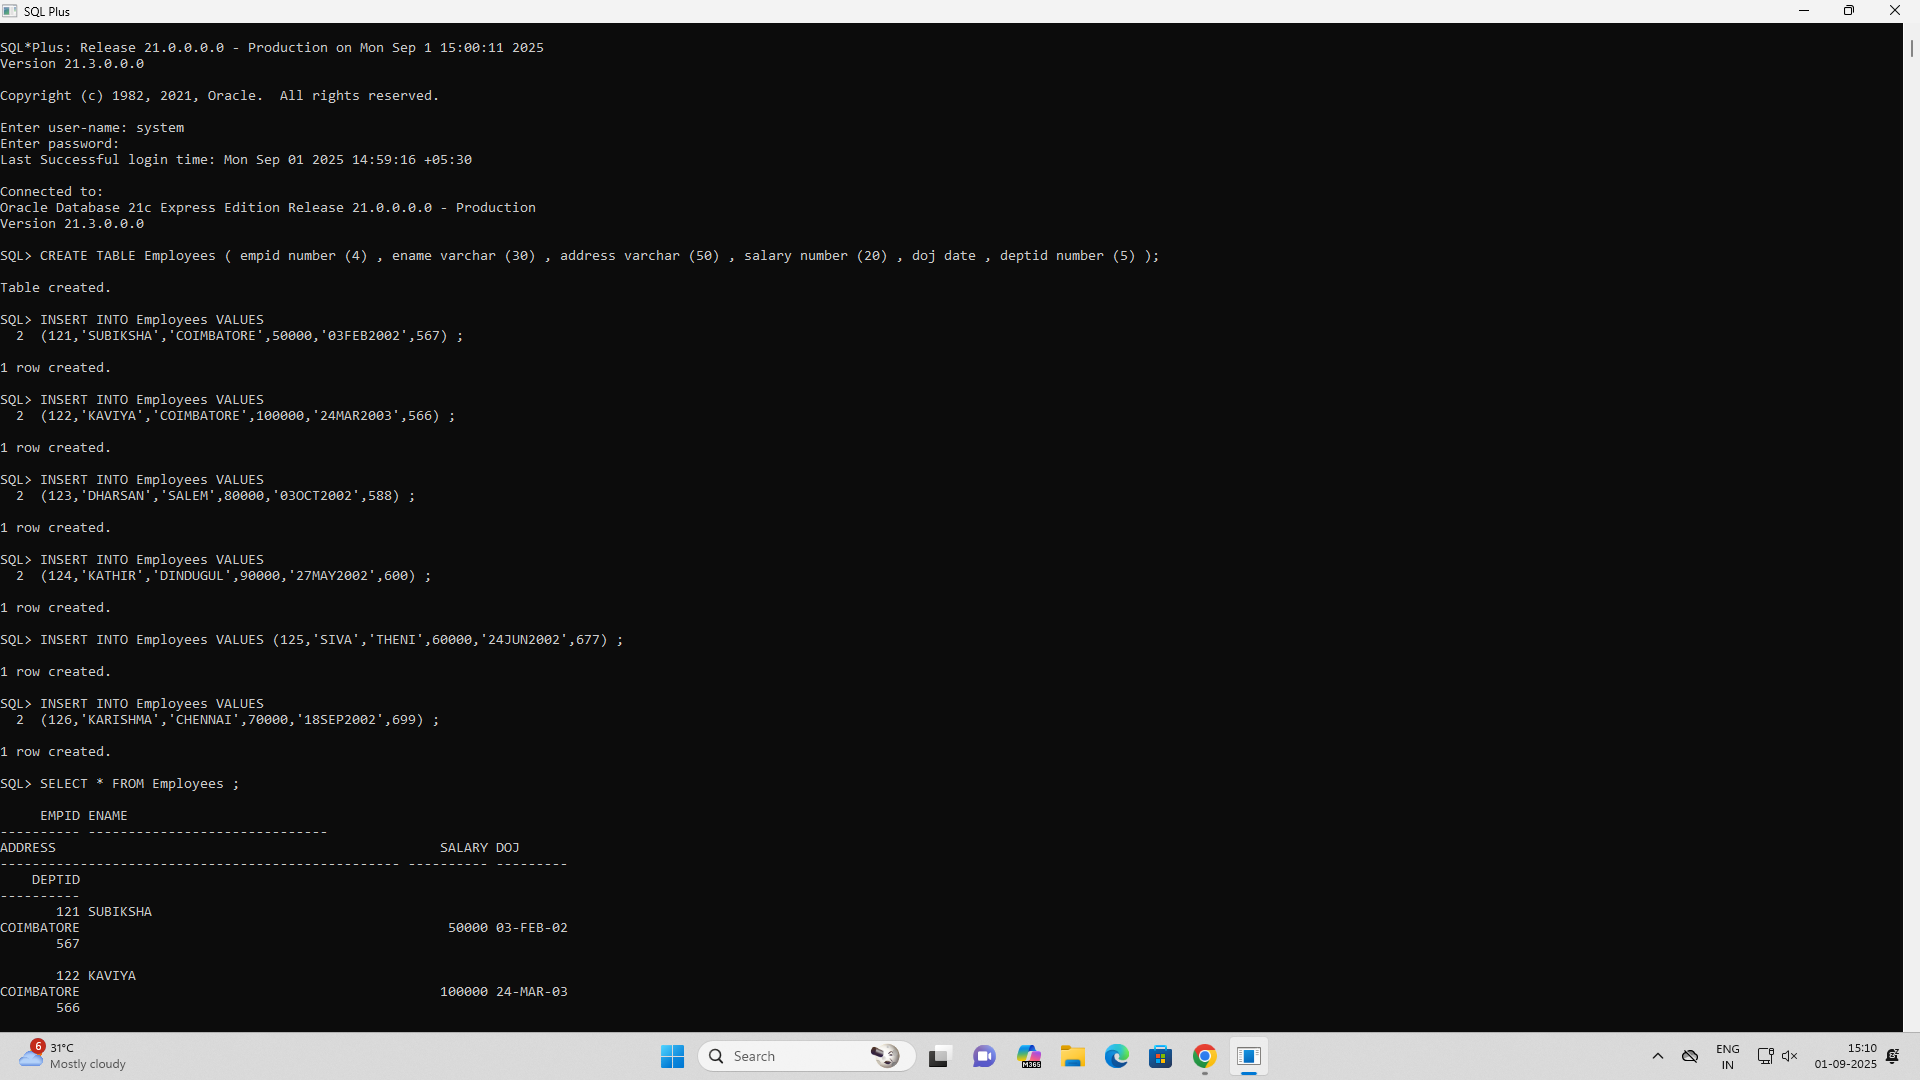 SQL Plus
SQL*Plus: Release 21.0.0.0.0 - Production on Mon Sep 1 15:00:11 2025
Version 21.3.0.0.0
Copyright (c) 1982, 2021, Oracle.  All rights reserved.
Enter user-name: system
Enter password:
Last Successful login time: Mon Sep 01 2025 14:59:16 +05:30
Connected to:
Oracle Database 21c Express Edition Release 21.0.0.0.0 - Production
Version 21.3.0.0.0
SQL> CREATE TABLE Employees ( empid number (4) , ename varchar (30) , address varchar (50) , salary number (20) , doj date , deptid number (5) );
Table created.
SQL> INSERT INTO Employees VALUES
  2  (121,'SUBIKSHA','COIMBATORE',50000,'03FEB2002',567) ;
1 row created.
SQL> INSERT INTO Employees VALUES
  2  (122,'KAVIYA','COIMBATORE',100000,'24MAR2003',566) ;
1 row created.
SQL> INSERT INTO Employees VALUES
  2  (123,'DHARSAN','SALEM',80000,'03OCT2002',588) ;
1 row created.
SQL> INSERT INTO Employees VALUES
  2  (124,'KATHIR','DINDUGUL',90000,'27MAY2002',600) ;
1 row created.
SQL> INSERT INTO Employees VALUES (125,'SIVA','THENI',60000,'24JUN2002',677) ;
1 row created.
SQL> INSERT INTO Employees VALUES
  2  (126,'KARISHMA','CHENNAI',70000,'18SEP2002',699) ;
1 row created.
SQL> SELECT * FROM Employees ;
     EMPID ENAME
---------- ------------------------------
ADDRESS                                                SALARY DOJ
-------------------------------------------------- ---------- ---------
    DEPTID
----------
       121 SUBIKSHA
COIMBATORE                                              50000 03-FEB-02
       567
       122 KAVIYA
COIMBATORE                                             100000 24-MAR-03
       566
6
31°C
Mostly cloudy
Search
M365
ENG
IN
15:10
01-09-2025